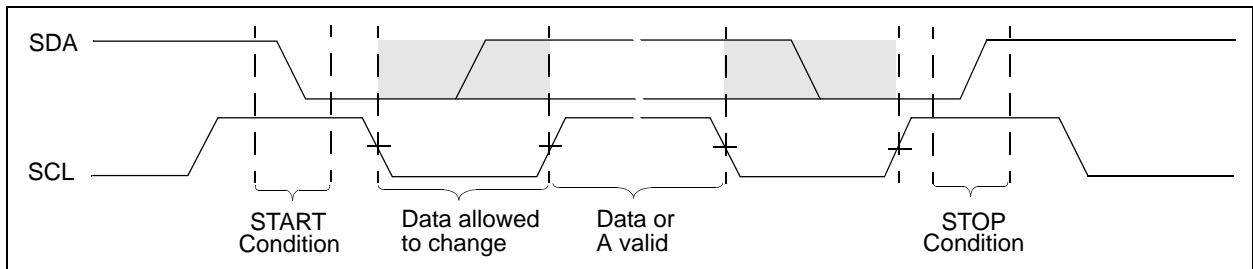 SDA
SCL
START
Condition
Data allowed
to change
Data or
A valid
STOP
Condition